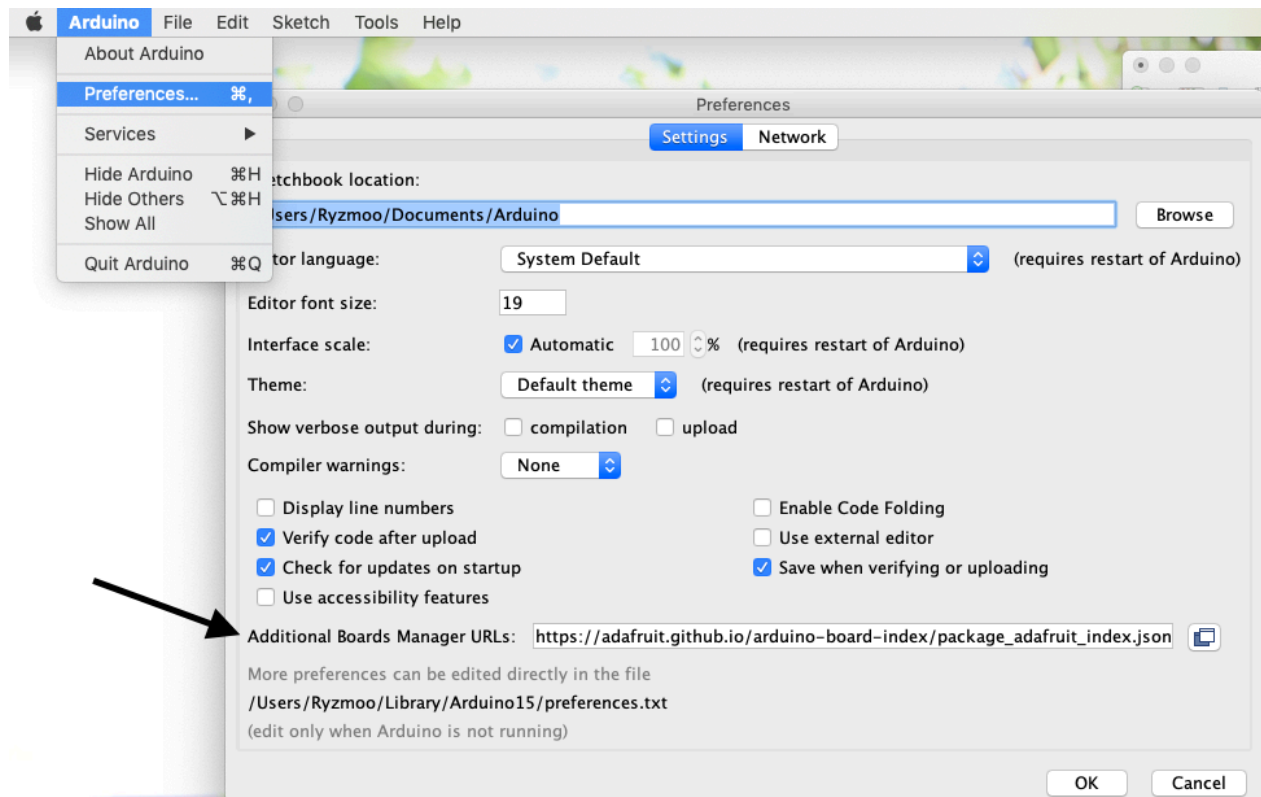 Arduino File Edit Sketch Tools Help
About Arduino
Preferences... ⌘,
Services
Hide Arduino ⌘H
Hide Others ⌥⌘H
Show All
Quit Arduino ⌘Q
Preferences
Settings Network
etchbook location:
sers/Ryzmoo/Documents/Arduino Browse
tor language: System Default (requires restart of Arduino)
Editor font size: 19
Interface scale: Automatic 100 % (requires restart of Arduino)
Theme: Default theme (requires restart of Arduino)
Show verbose output during: compilation upload
Compiler warnings: None
Display line numbers Enable Code Folding
Verify code after upload Use external editor
Check for updates on startup Save when verifying or uploading
Use accessibility features
Additional Boards Manager URLs: https://adafruit.github.io/arduino-board-index/package_adafruit_index.json
More preferences can be edited directly in the file
/Users/Ryzmoo/Library/Arduino15/preferences.txt
(edit only when Arduino is not running)
OK Cancel